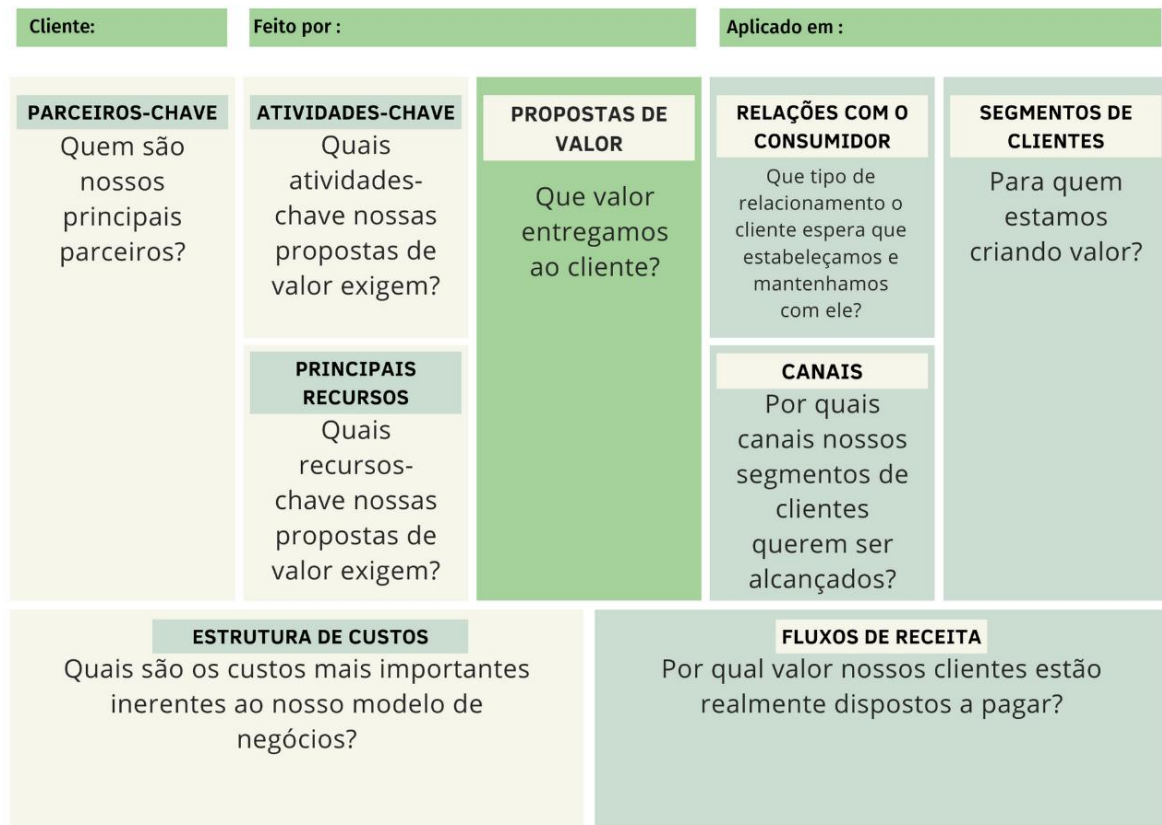 Cliente:
Feito por :
Aplicado em :
PARCEIROS-CHAVE
Quem são
nossos
principais
parceiros?
ATIVIDADES-CHAVE
Quais
atividades-
chave nossas
propostas de
valor exigem?
PRINCIPAIS
RECURSOS
Quais
recursos-
chave nossas
propostas de
valor exigem?
PROPOSTAS DE
VALOR
Que valor
entregamos
ao cliente?
RELAÇÕES COM O
CONSUMIDOR
Que tipo de
relacionamento o
cliente espera que
estabeleçamos e
mantenhamos
com ele?
CANAIS
Por quais
canais nossos
segmentos de
clientes
querem ser
alcançados?
SEGMENTOS DE
CLIENTES
Para quem
estamos
criando valor?
ESTRUTURA DE CUSTOS
Quais são os custos mais importantes
inerentes ao nosso modelo de
negócios?
FLUXOS DE RECEITA
Por qual valor nossos clientes estão
realmente dispostos a pagar?